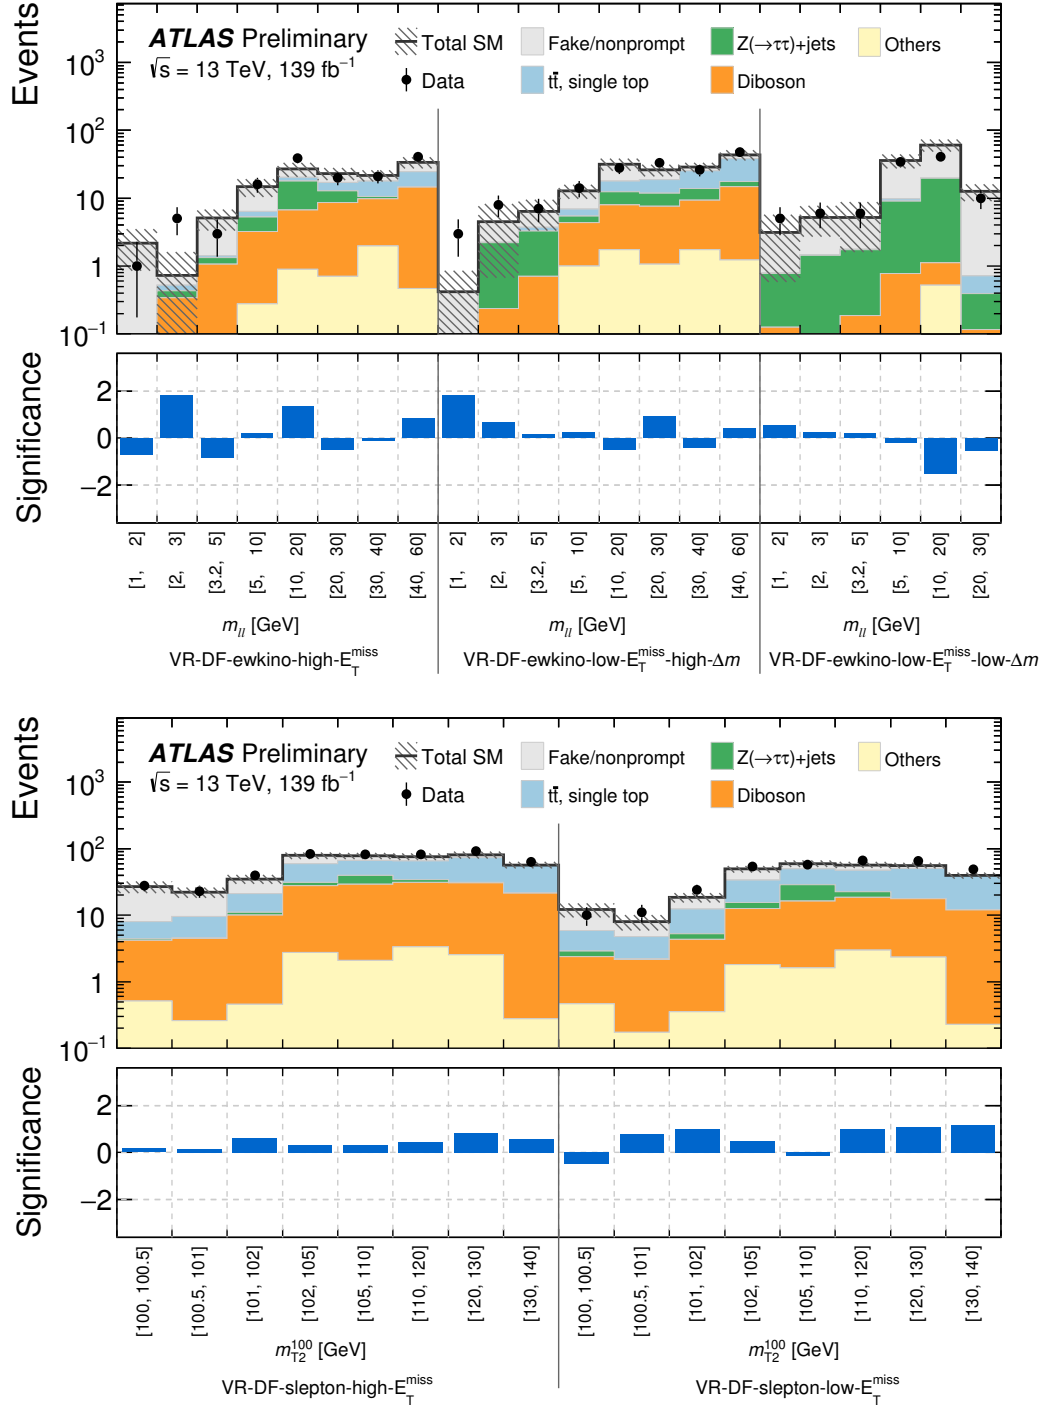 Events
10³
10²
10
1
10⁻¹
ATLAS Preliminary
√s = 13 TeV, 139 fb⁻¹
Total SM
Fake/nonprompt
Z(→ττ)+jets
Others
Data
tt̄, single top
Diboson
Significance
2
0
−2
[1, 2]
[2, 3]
[3.2, 5]
[5, 10]
[10, 20]
[20, 30]
[30, 40]
[40, 60]
[1, 2]
[2, 3]
[3.2, 5]
[5, 10]
[10, 20]
[20, 30]
[30, 40]
[40, 60]
[1, 2]
[2, 3]
[3.2, 5]
[5, 10]
[10, 20]
[20, 30]
m_ll [GeV]
m_ll [GeV]
m_ll [GeV]
VR-DF-ewkino-high-E_T^miss
VR-DF-ewkino-low-E_T^miss-high-Δm
VR-DF-ewkino-low-E_T^miss-low-Δm
Events
10³
10²
10
1
10⁻¹
ATLAS Preliminary
√s = 13 TeV, 139 fb⁻¹
Total SM
Fake/nonprompt
Z(→ττ)+jets
Others
Data
tt̄, single top
Diboson
Significance
2
0
−2
[100, 100.5]
[100.5, 101]
[101, 102]
[102, 105]
[105, 110]
[110, 120]
[120, 130]
[130, 140]
[100, 100.5]
[100.5, 101]
[101, 102]
[102, 105]
[105, 110]
[110, 120]
[120, 130]
[130, 140]
m_T2^100 [GeV]
m_T2^100 [GeV]
VR-DF-slepton-high-E_T^miss
VR-DF-slepton-low-E_T^miss